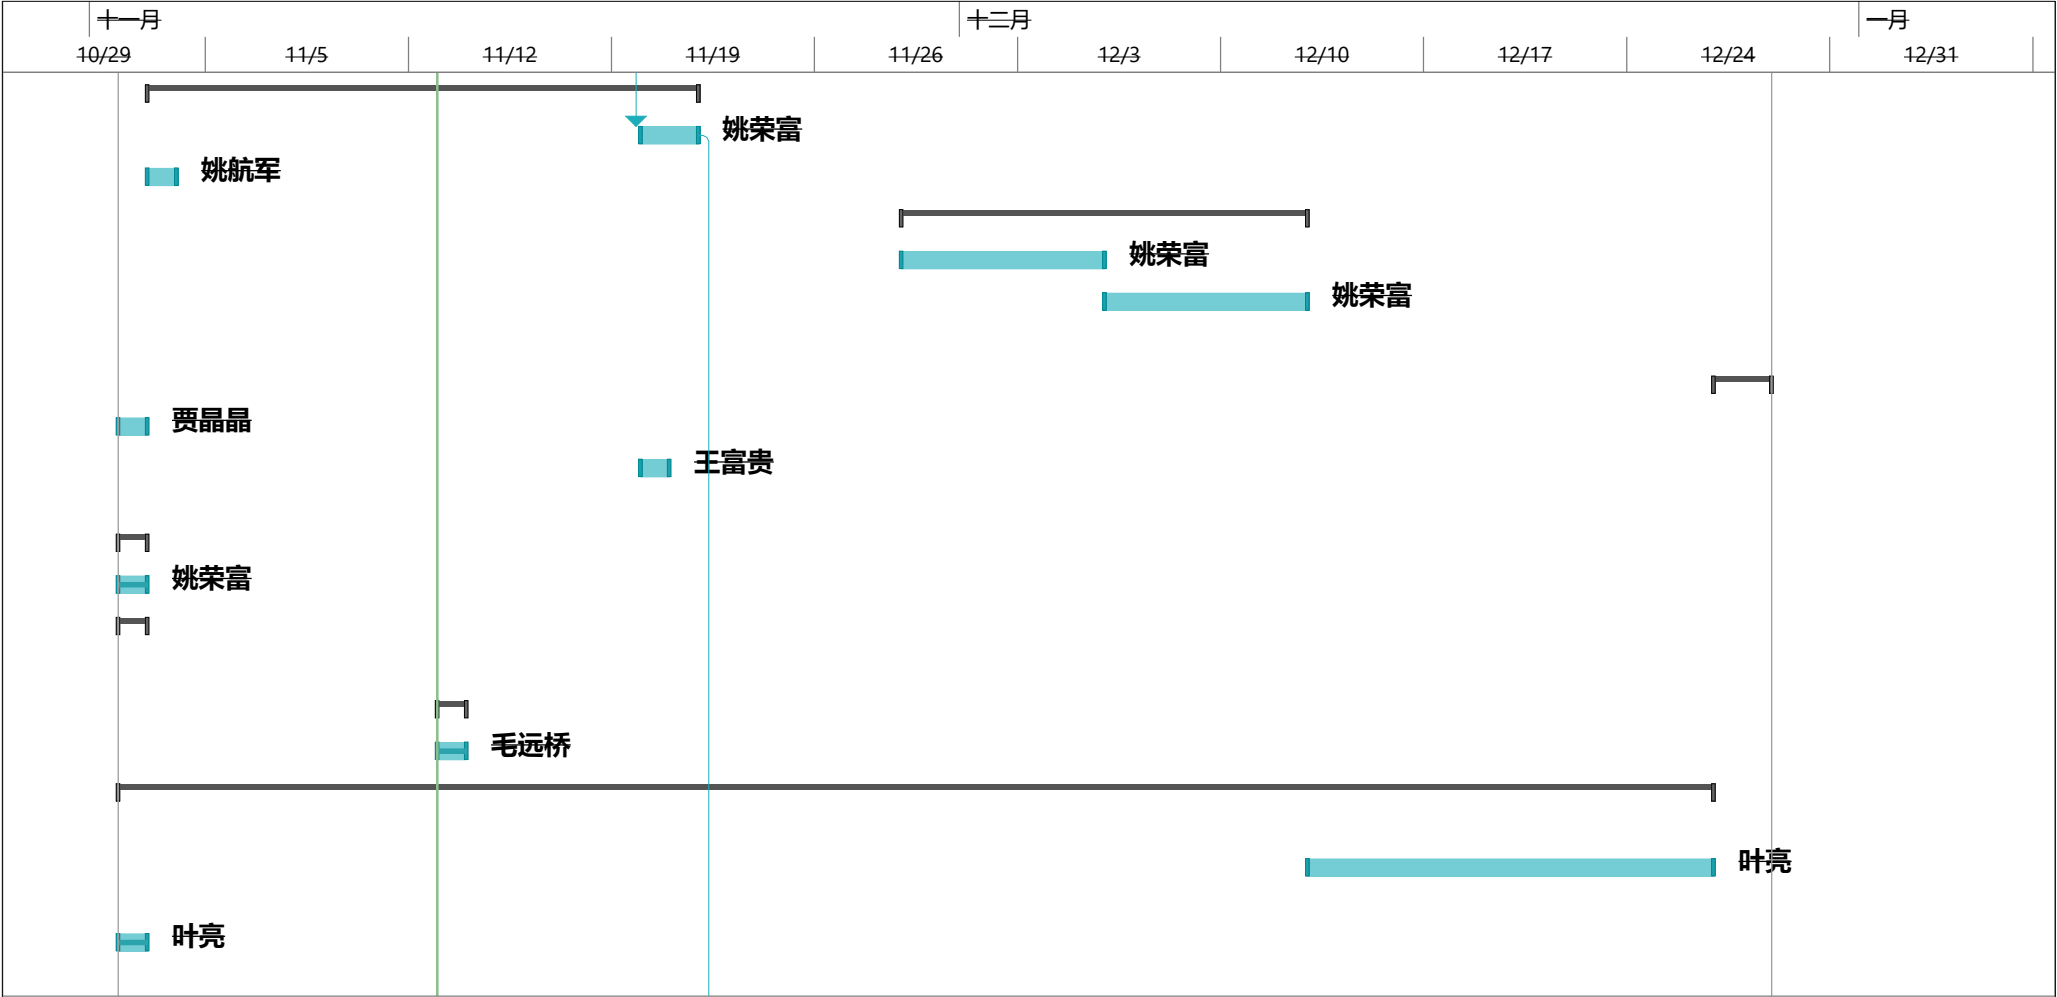 十一月 十二月 一月
10/29 11/5 11/12 11/19 11/26 12/3 12/10 12/17 12/24 12/31
姚荣富
姚航军
姚荣富
姚荣富
贾晶晶
王富贵
姚荣富
毛远桥
叶亮
叶亮